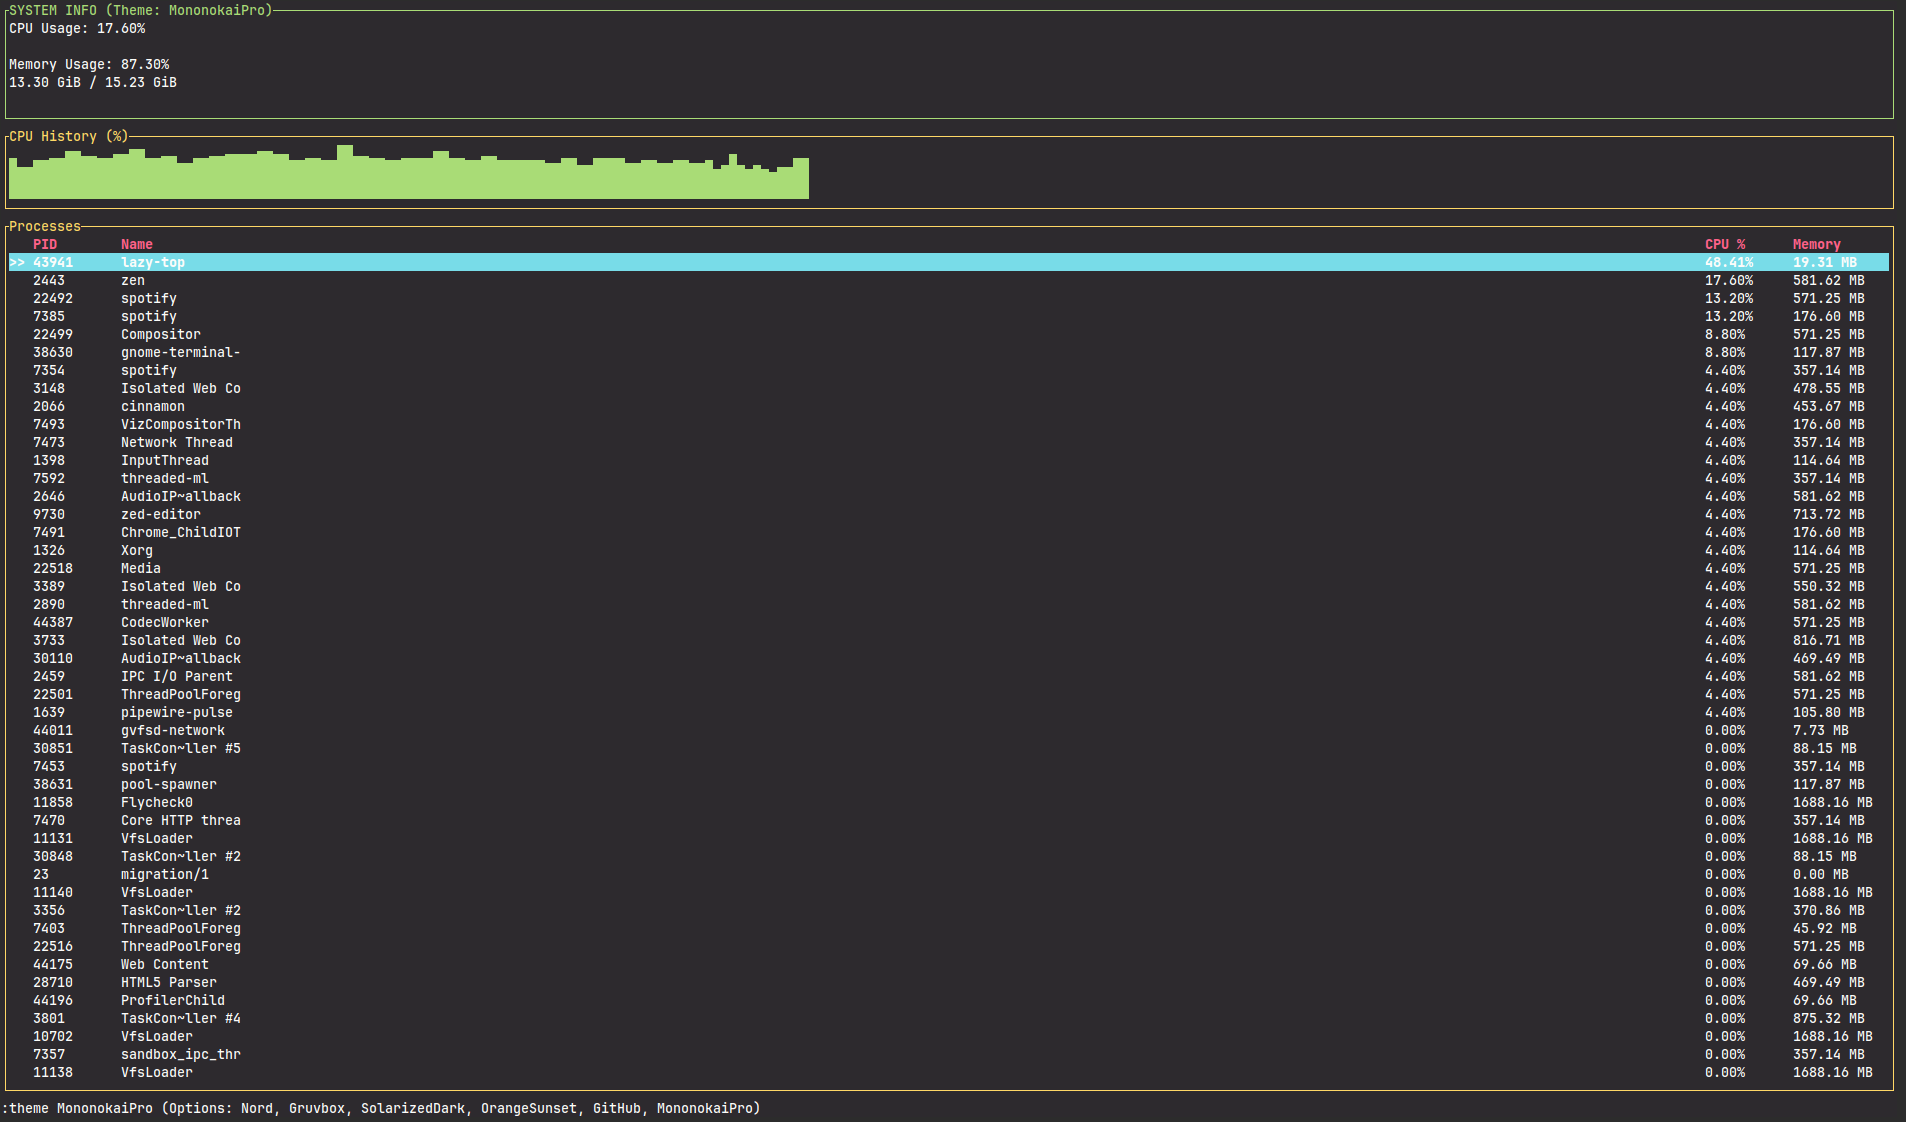 SYSTEM INFO (Theme: MononokaiPro)
CPU Usage: 17.60%
Memory Usage: 87.30%
13.30 GiB / 15.23 GiB
CPU History (%)
Processes
PID Name CPU % Memory
>> 43941 lazy-top 48.41% 19.31 MB
2443 zen 17.60% 581.62 MB
22492 spotify 13.20% 571.25 MB
7385 spotify 13.20% 176.60 MB
22499 Compositor 8.80% 571.25 MB
38630 gnome-terminal- 8.80% 117.87 MB
7354 spotify 4.40% 357.14 MB
3148 Isolated Web Co 4.40% 478.55 MB
2066 cinnamon 4.40% 453.67 MB
7493 VizCompositorTh 4.40% 176.60 MB
7473 Network Thread 4.40% 357.14 MB
1398 InputThread 4.40% 114.64 MB
7592 threaded-ml 4.40% 357.14 MB
2646 AudioIP~allback 4.40% 581.62 MB
9730 zed-editor 4.40% 713.72 MB
7491 Chrome_ChildIOT 4.40% 176.60 MB
1326 Xorg 4.40% 114.64 MB
22518 Media 4.40% 571.25 MB
3389 Isolated Web Co 4.40% 550.32 MB
2890 threaded-ml 4.40% 581.62 MB
44387 CodecWorker 4.40% 571.25 MB
3733 Isolated Web Co 4.40% 816.71 MB
30110 AudioIP~allback 4.40% 469.49 MB
2459 IPC I/O Parent 4.40% 581.62 MB
22501 ThreadPoolForeg 4.40% 571.25 MB
1639 pipewire-pulse 4.40% 105.80 MB
44011 gvfsd-network 0.00% 7.73 MB
30851 TaskCon~ller #5 0.00% 88.15 MB
7453 spotify 0.00% 357.14 MB
38631 pool-spawner 0.00% 117.87 MB
11858 Flycheck0 0.00% 1688.16 MB
7470 Core HTTP threa 0.00% 357.14 MB
11131 VfsLoader 0.00% 1688.16 MB
30848 TaskCon~ller #2 0.00% 88.15 MB
23 migration/1 0.00% 0.00 MB
11140 VfsLoader 0.00% 1688.16 MB
3356 TaskCon~ller #2 0.00% 370.86 MB
7403 ThreadPoolForeg 0.00% 45.92 MB
22516 ThreadPoolForeg 0.00% 571.25 MB
44175 Web Content 0.00% 69.66 MB
28710 HTML5 Parser 0.00% 469.49 MB
44196 ProfilerChild 0.00% 69.66 MB
3801 TaskCon~ller #4 0.00% 875.32 MB
10702 VfsLoader 0.00% 1688.16 MB
7357 sandbox_ipc_thr 0.00% 357.14 MB
11138 VfsLoader 0.00% 1688.16 MB
:theme MononokaiPro (Options: Nord, Gruvbox, SolarizedDark, OrangeSunset, GitHub, MononokaiPro)